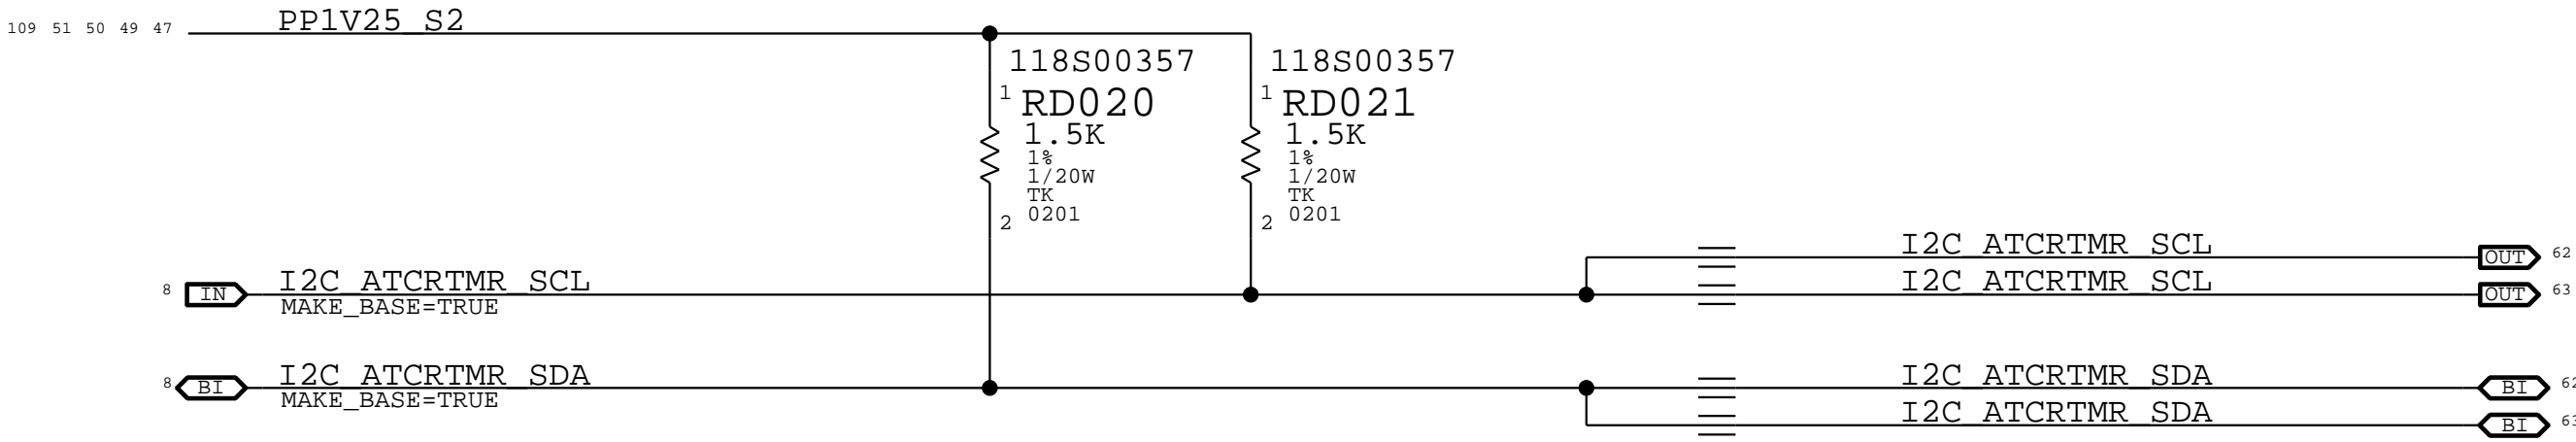 109 51 50 49 47
PP1V25_S2
118S00357
1
RD020
1.5K
1%
1/20W
TK
0201
2
118S00357
1
RD021
1.5K
1%
1/20W
TK
0201
2
8
IN
I2C_ATCRTMR_SCL
MAKE_BASE=TRUE
I2C_ATCRTMR_SCL
OUT
62
I2C_ATCRTMR_SCL
OUT
63
8
BI
I2C_ATCRTMR_SDA
MAKE_BASE=TRUE
I2C_ATCRTMR_SDA
BI
62
I2C_ATCRTMR_SDA
BI
63